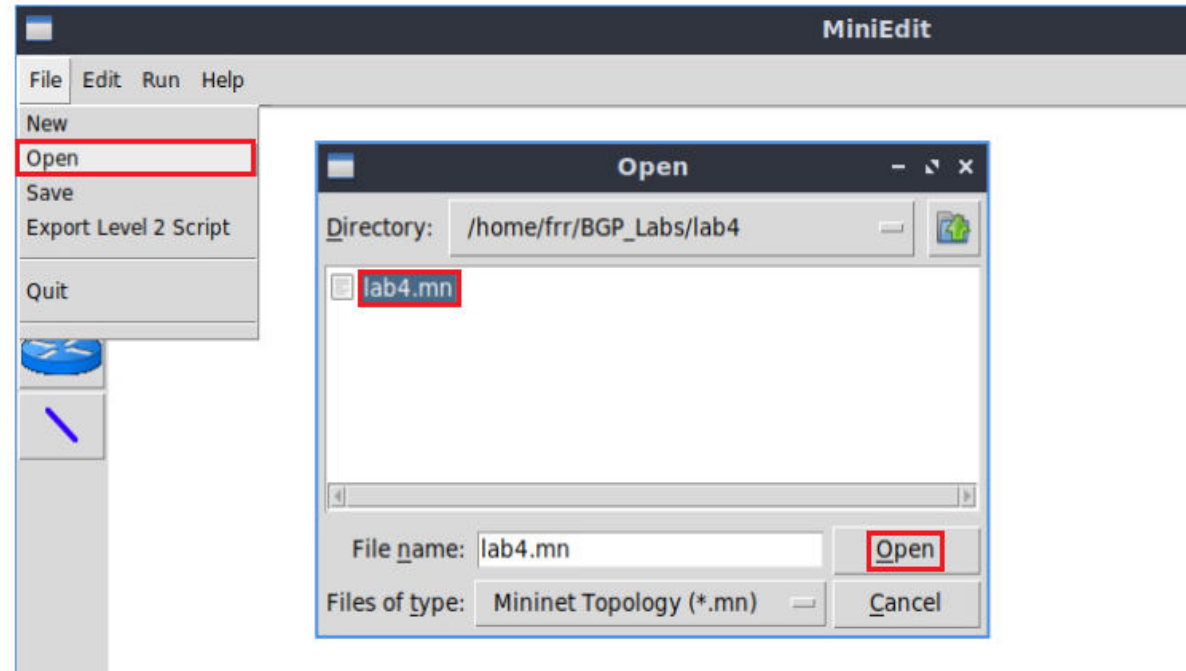 MiniEdit
File Edit Run Help
New
Open
Save
Export Level 2 Script
Quit
Open
Directory: /home/frr/BGP_Labs/lab4
lab4.mn
File name: lab4.mn Open
Files of type: Mininet Topology (*.mn) Cancel